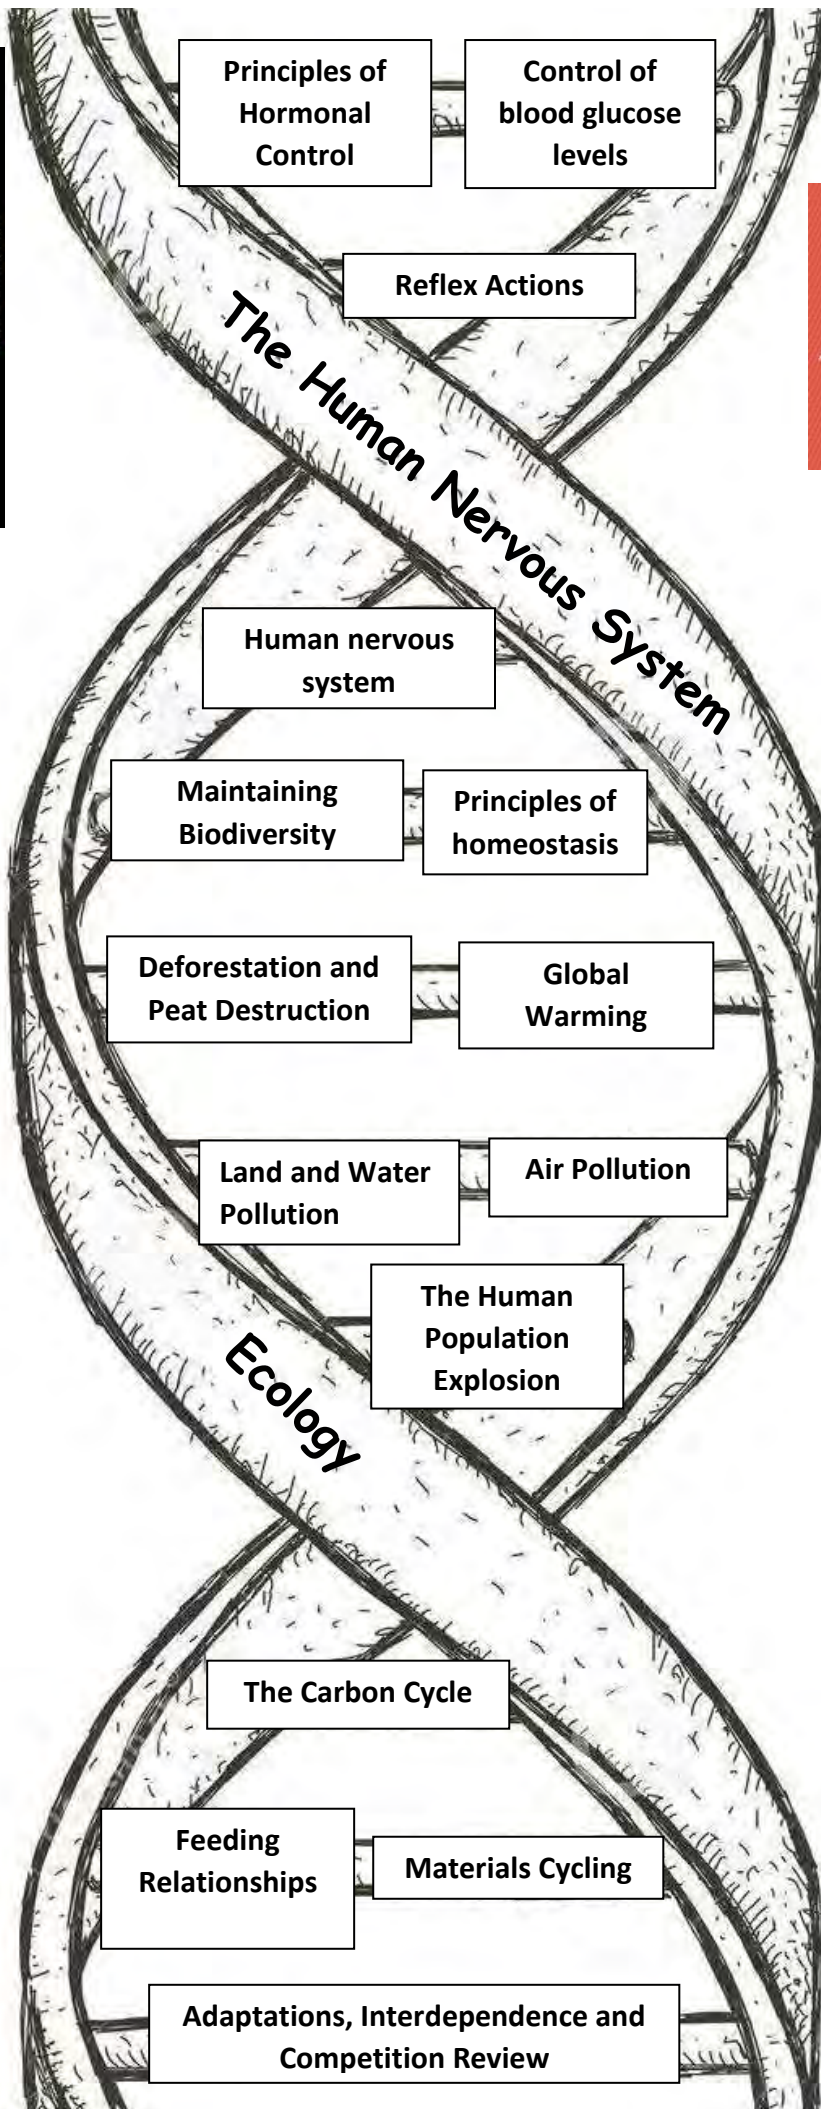 Principles of
Hormonal
Control
Control of
blood glucose
levels
Reflex Actions
The Human Nervous System
Human nervous
system
Maintaining
Biodiversity
Principles of
homeostasis
Deforestation and
Peat Destruction
Global
Warming
Land and Water
Pollution
Air Pollution
The Human
Population
Explosion
Ecology
The Carbon Cycle
Feeding
Relationships
Materials Cycling
Adaptations, Interdependence and
Competition Review